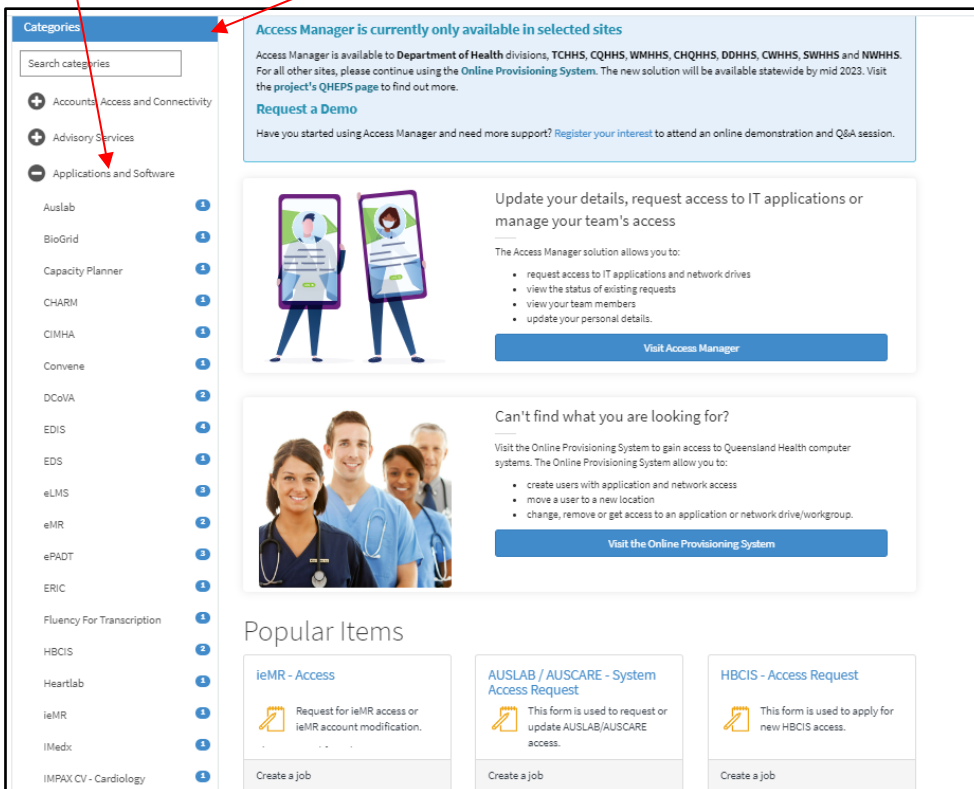 Categories
Search categories
Accounts, Access and Connectivity
Advisory Services
Applications and Software
Auslab 1
BioGrid 1
Capacity Planner 1
CHARM 1
CIMHA 1
Convene 1
DCoVA 2
EDIS 4
EDS 1
eLMS 3
eMR 2
ePADT 3
ERIC 1
Fluency For Transcription 1
HBCIS 2
Heartlab 1
ieMR 1
IMedx 1
IMPAX CV - Cardiology 1
Access Manager is currently only available in selected sites
Access Manager is available to Department of Health divisions, TCHHS, CQHHS, WMHHS, CHQHHS, DDHHS, CWHHS, SWHHS and NWHHS.
For all other sites, please continue using the Online Provisioning System. The new solution will be available statewide by mid 2023. Visit
the project's QHEPS page to find out more.
Request a Demo
Have you started using Access Manager and need more support? Register your interest to attend an online demonstration and Q&A session.
Update your details, request access to IT applications or
manage your team's access
The Access Manager solution allows you to:
• request access to IT applications and network drives
• view the status of existing requests
• view your team members
• update your personal details.
Visit Access Manager
Can't find what you are looking for?
Visit the Online Provisioning System to gain access to Queensland Health computer
systems. The Online Provisioning System allow you to:
• create users with application and network access
• move a user to a new location
• change, remove or get access to an application or network drive/workgroup.
Visit the Online Provisioning System
Popular Items
ieMR - Access
Request for ieMR access or
ieMR account modification.
Create a job
AUSLAB / AUSCARE - System
Access Request
This form is used to request or
update AUSLAB/AUSCARE
access.
Create a job
HBCIS - Access Request
This form is used to apply for
new HBCIS access.
Create a job